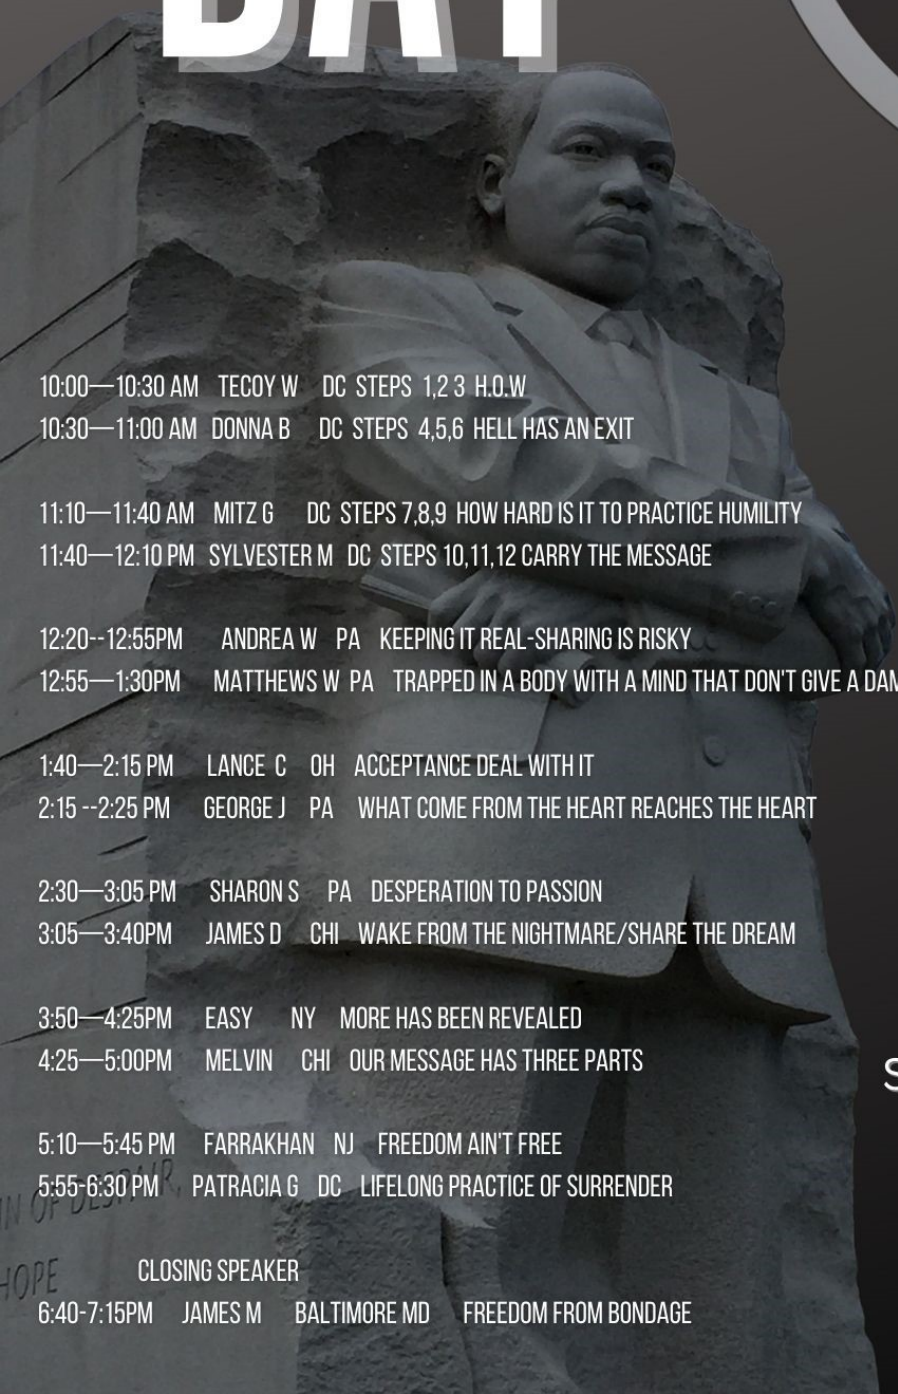 DAY
10:00—10:30 AM TECOY W DC STEPS 1,2 3 H.O.W
10:30—11:00 AM DONNA B DC STEPS 4,5,6 HELL HAS AN EXIT
11:10—11:40 AM MITZ G DC STEPS 7,8,9 HOW HARD IS IT TO PRACTICE HUMILITY
11:40—12:10 PM SYLVESTER M DC STEPS 10,11,12 CARRY THE MESSAGE
12:20--12:55PM ANDREA W PA KEEPING IT REAL-SHARING IS RISKY
12:55—1:30PM MATTHEWS W PA TRAPPED IN A BODY WITH A MIND THAT DON'T GIVE A DAM
1:40—2:15 PM LANCE C OH ACCEPTANCE DEAL WITH IT
2:15 --2:25 PM GEORGE J PA WHAT COME FROM THE HEART REACHES THE HEART
2:30—3:05 PM SHARON S PA DESPERATION TO PASSION
3:05—3:40PM JAMES D CHI WAKE FROM THE NIGHTMARE/SHARE THE DREAM
3:50—4:25PM EASY NY MORE HAS BEEN REVEALED
4:25—5:00PM MELVIN CHI OUR MESSAGE HAS THREE PARTS
5:10—5:45 PM FARRAKHAN NJ FREEDOM AIN'T FREE
5:55-6:30 PM PATRACIA G DC LIFELONG PRACTICE OF SURRENDER
IN OF DESPAIR,
HOPE
CLOSING SPEAKER
6:40-7:15PM JAMES M BALTIMORE MD FREEDOM FROM BONDAGE